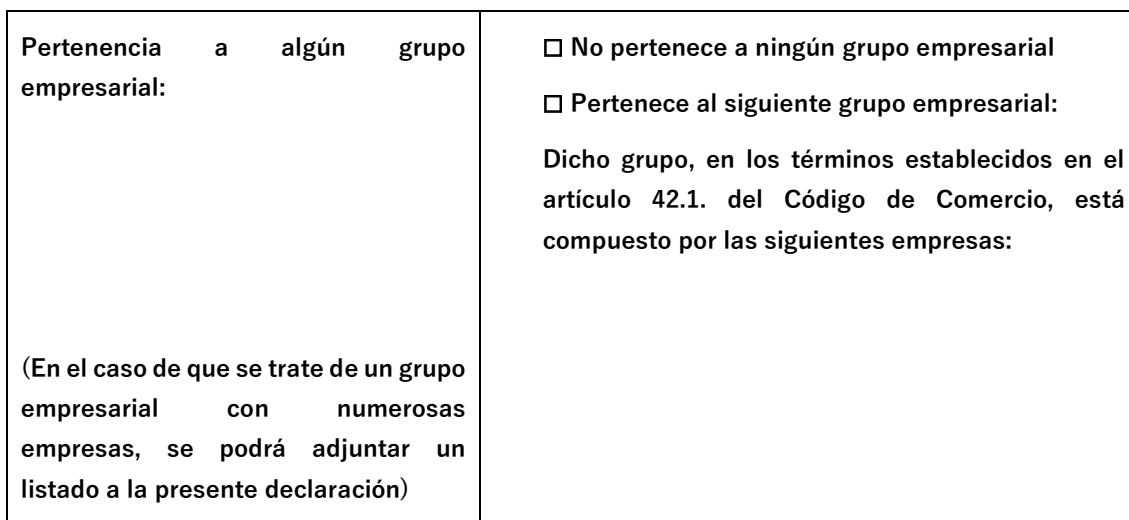 Pertenencia a algún grupo
empresarial:
(En el caso de que se trate de un grupo
empresarial con numerosas
empresas, se podrá adjuntar un
listado a la presente declaración)
☐ No pertenece a ningún grupo empresarial
☐ Pertenece al siguiente grupo empresarial:
Dicho grupo, en los términos establecidos en el
artículo 42.1. del Código de Comercio, está
compuesto por las siguientes empresas: